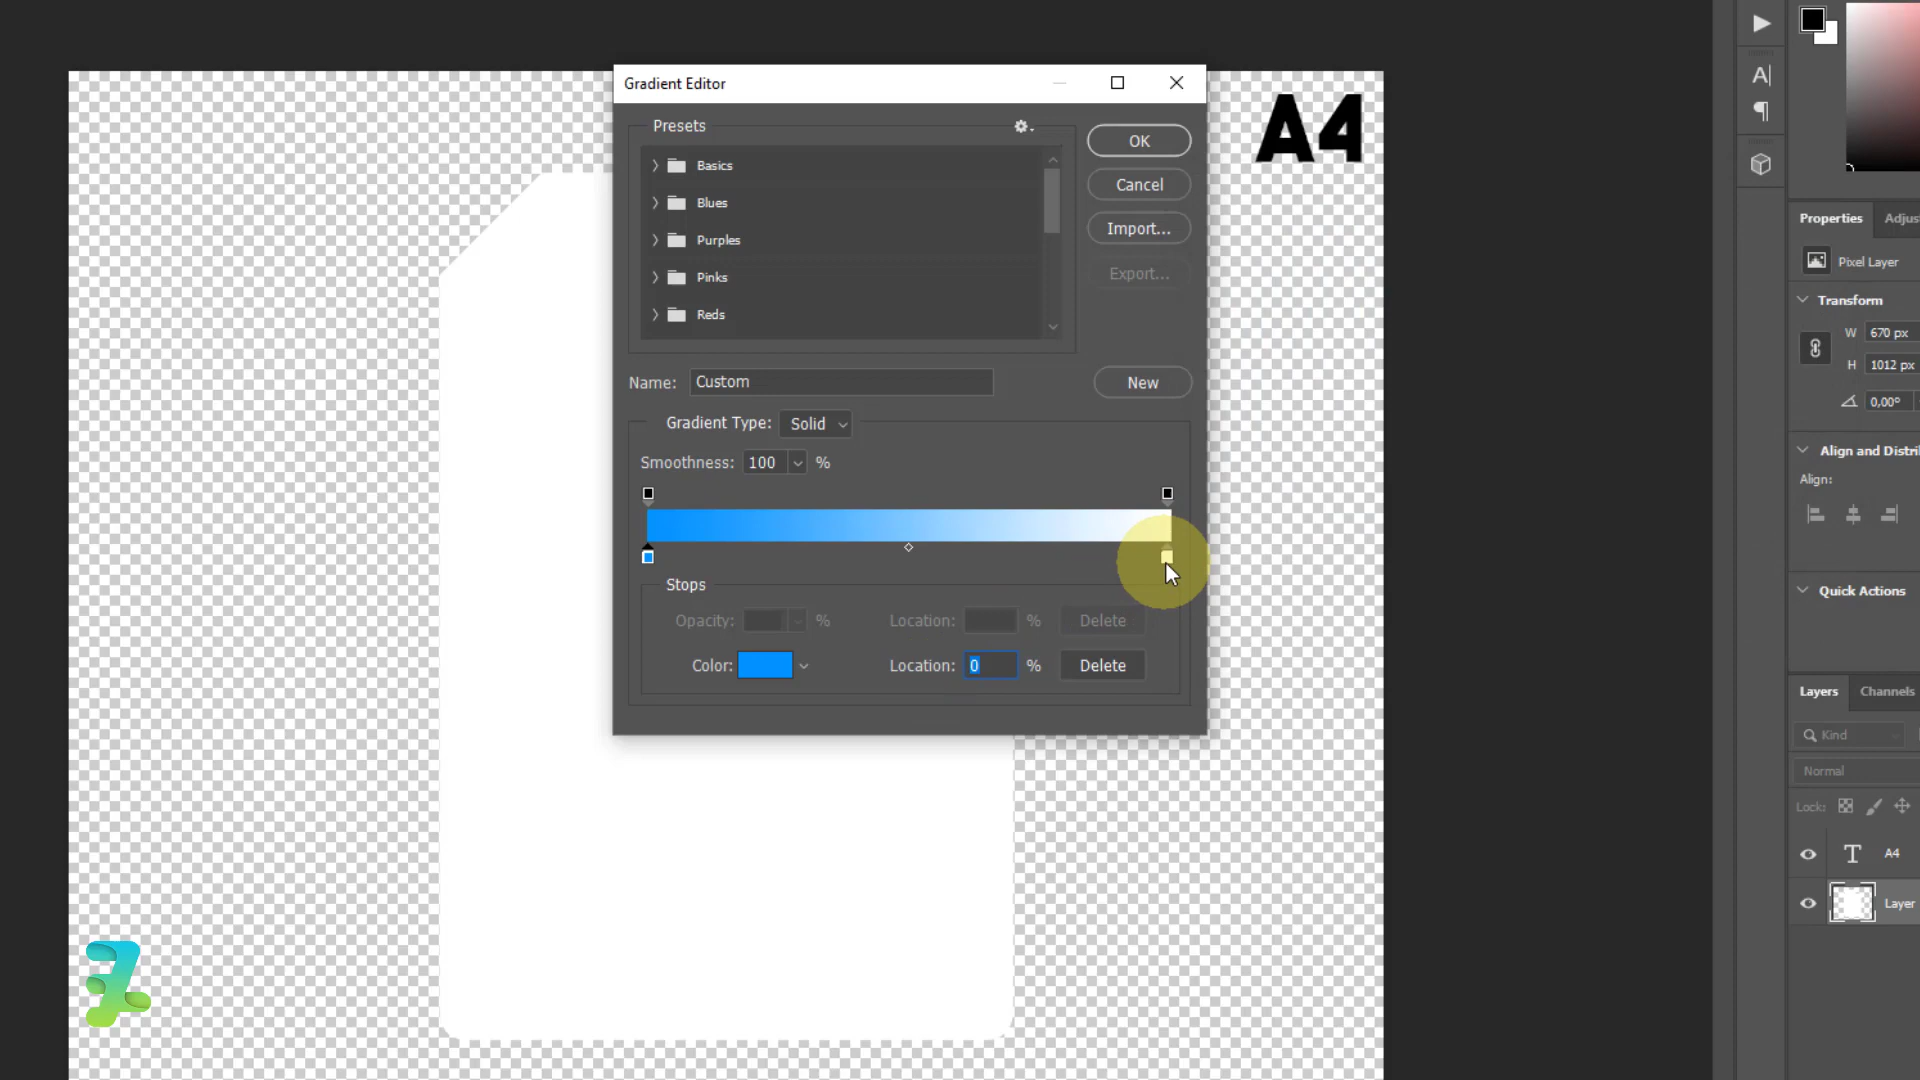 Gradient Editor
A4
Presets
OK
Basics
Cancel
Blues
Import...
Purples
Export...
Pinks
Reds
Name: Custom
New
Gradient Type: Solid
Smoothness: 100 %
Stops
Opacity: % Location: % Delete
Color: Location: 0 % Delete
A
Properties
Adjus
Pixel Layer
Transform
W 670 px
H 1012 px
0,00°
Align and Distri
Align:
Quick Actions
Layers
Channels
Kind
Normal
Lock:
T A4
Layer